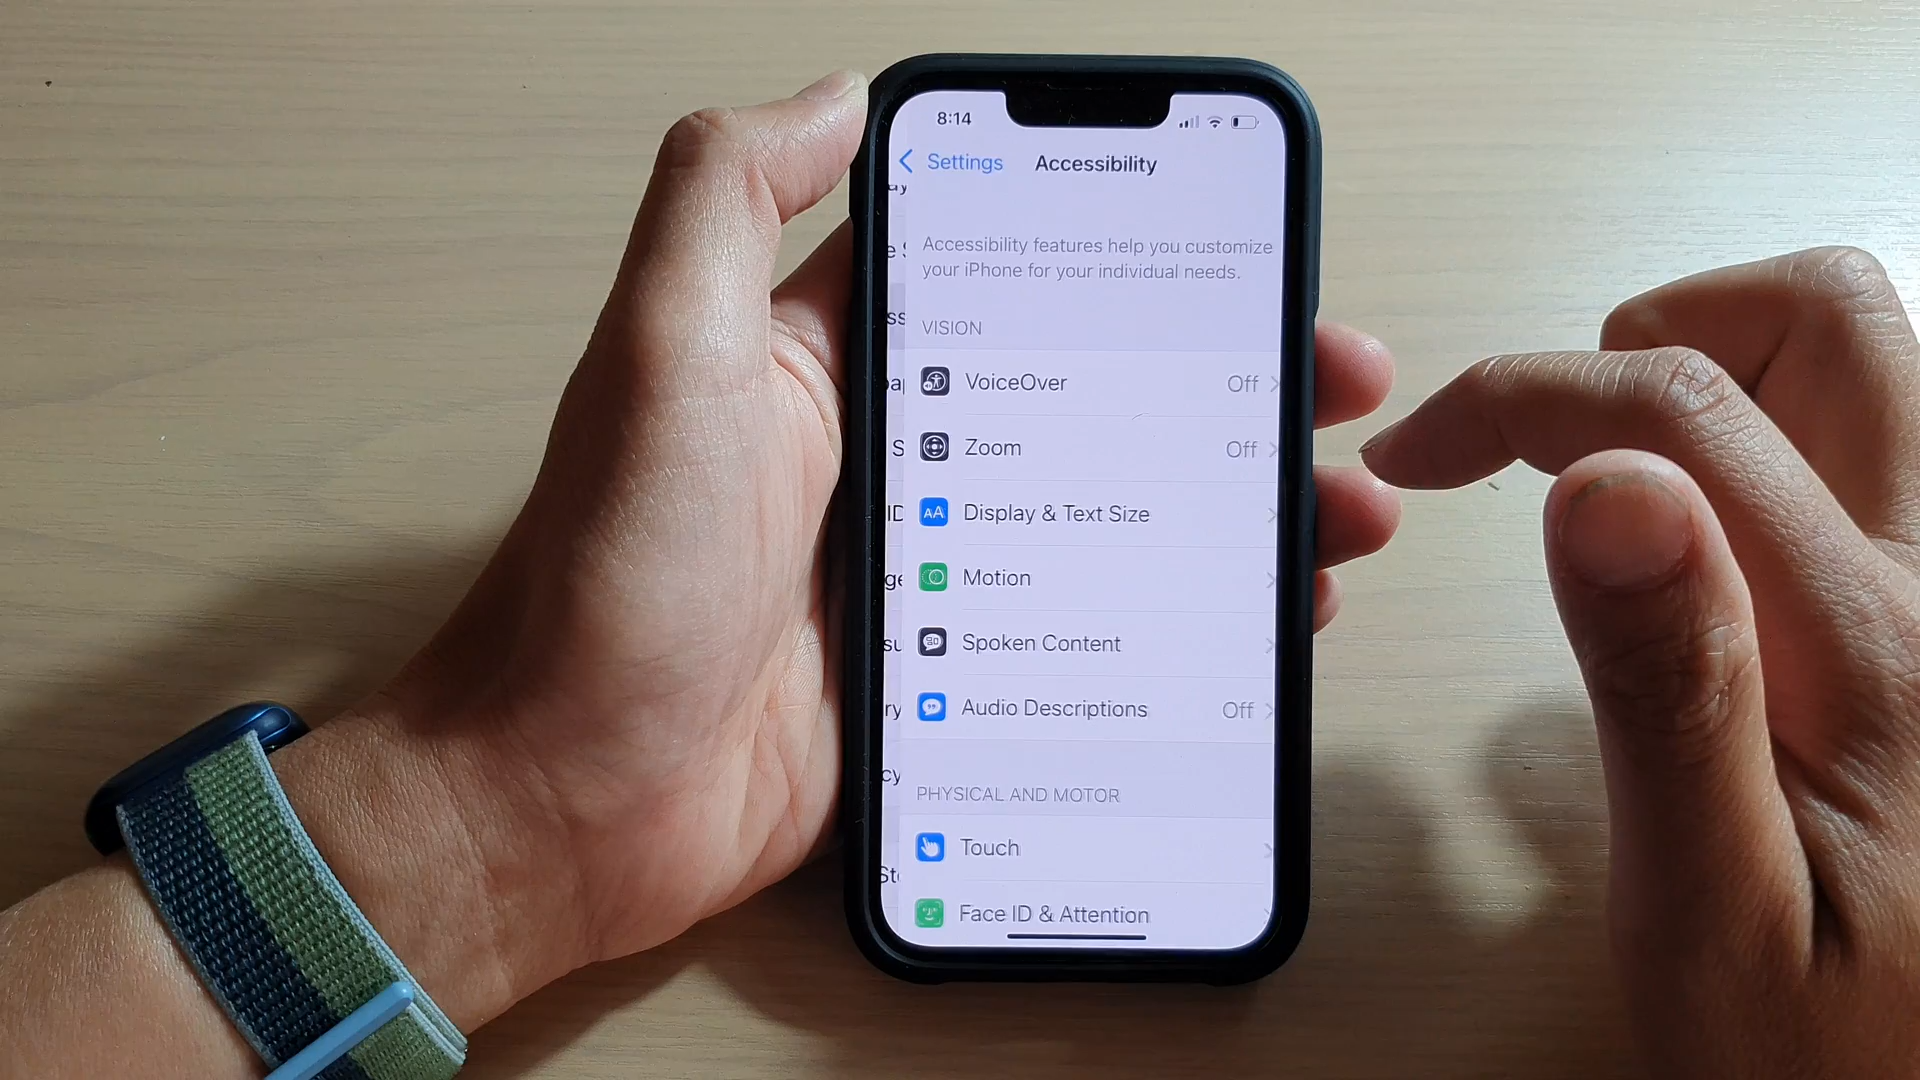 8:14
Settings Accessibility
Accessibility features help you customize
your iPhone for your individual needs.
VISION
VoiceOver Off
Zoom Off
AA Display & Text Size
Motion
Spoken Content
Audio Descriptions Off
PHYSICAL AND MOTOR
Touch
Face ID & Attention